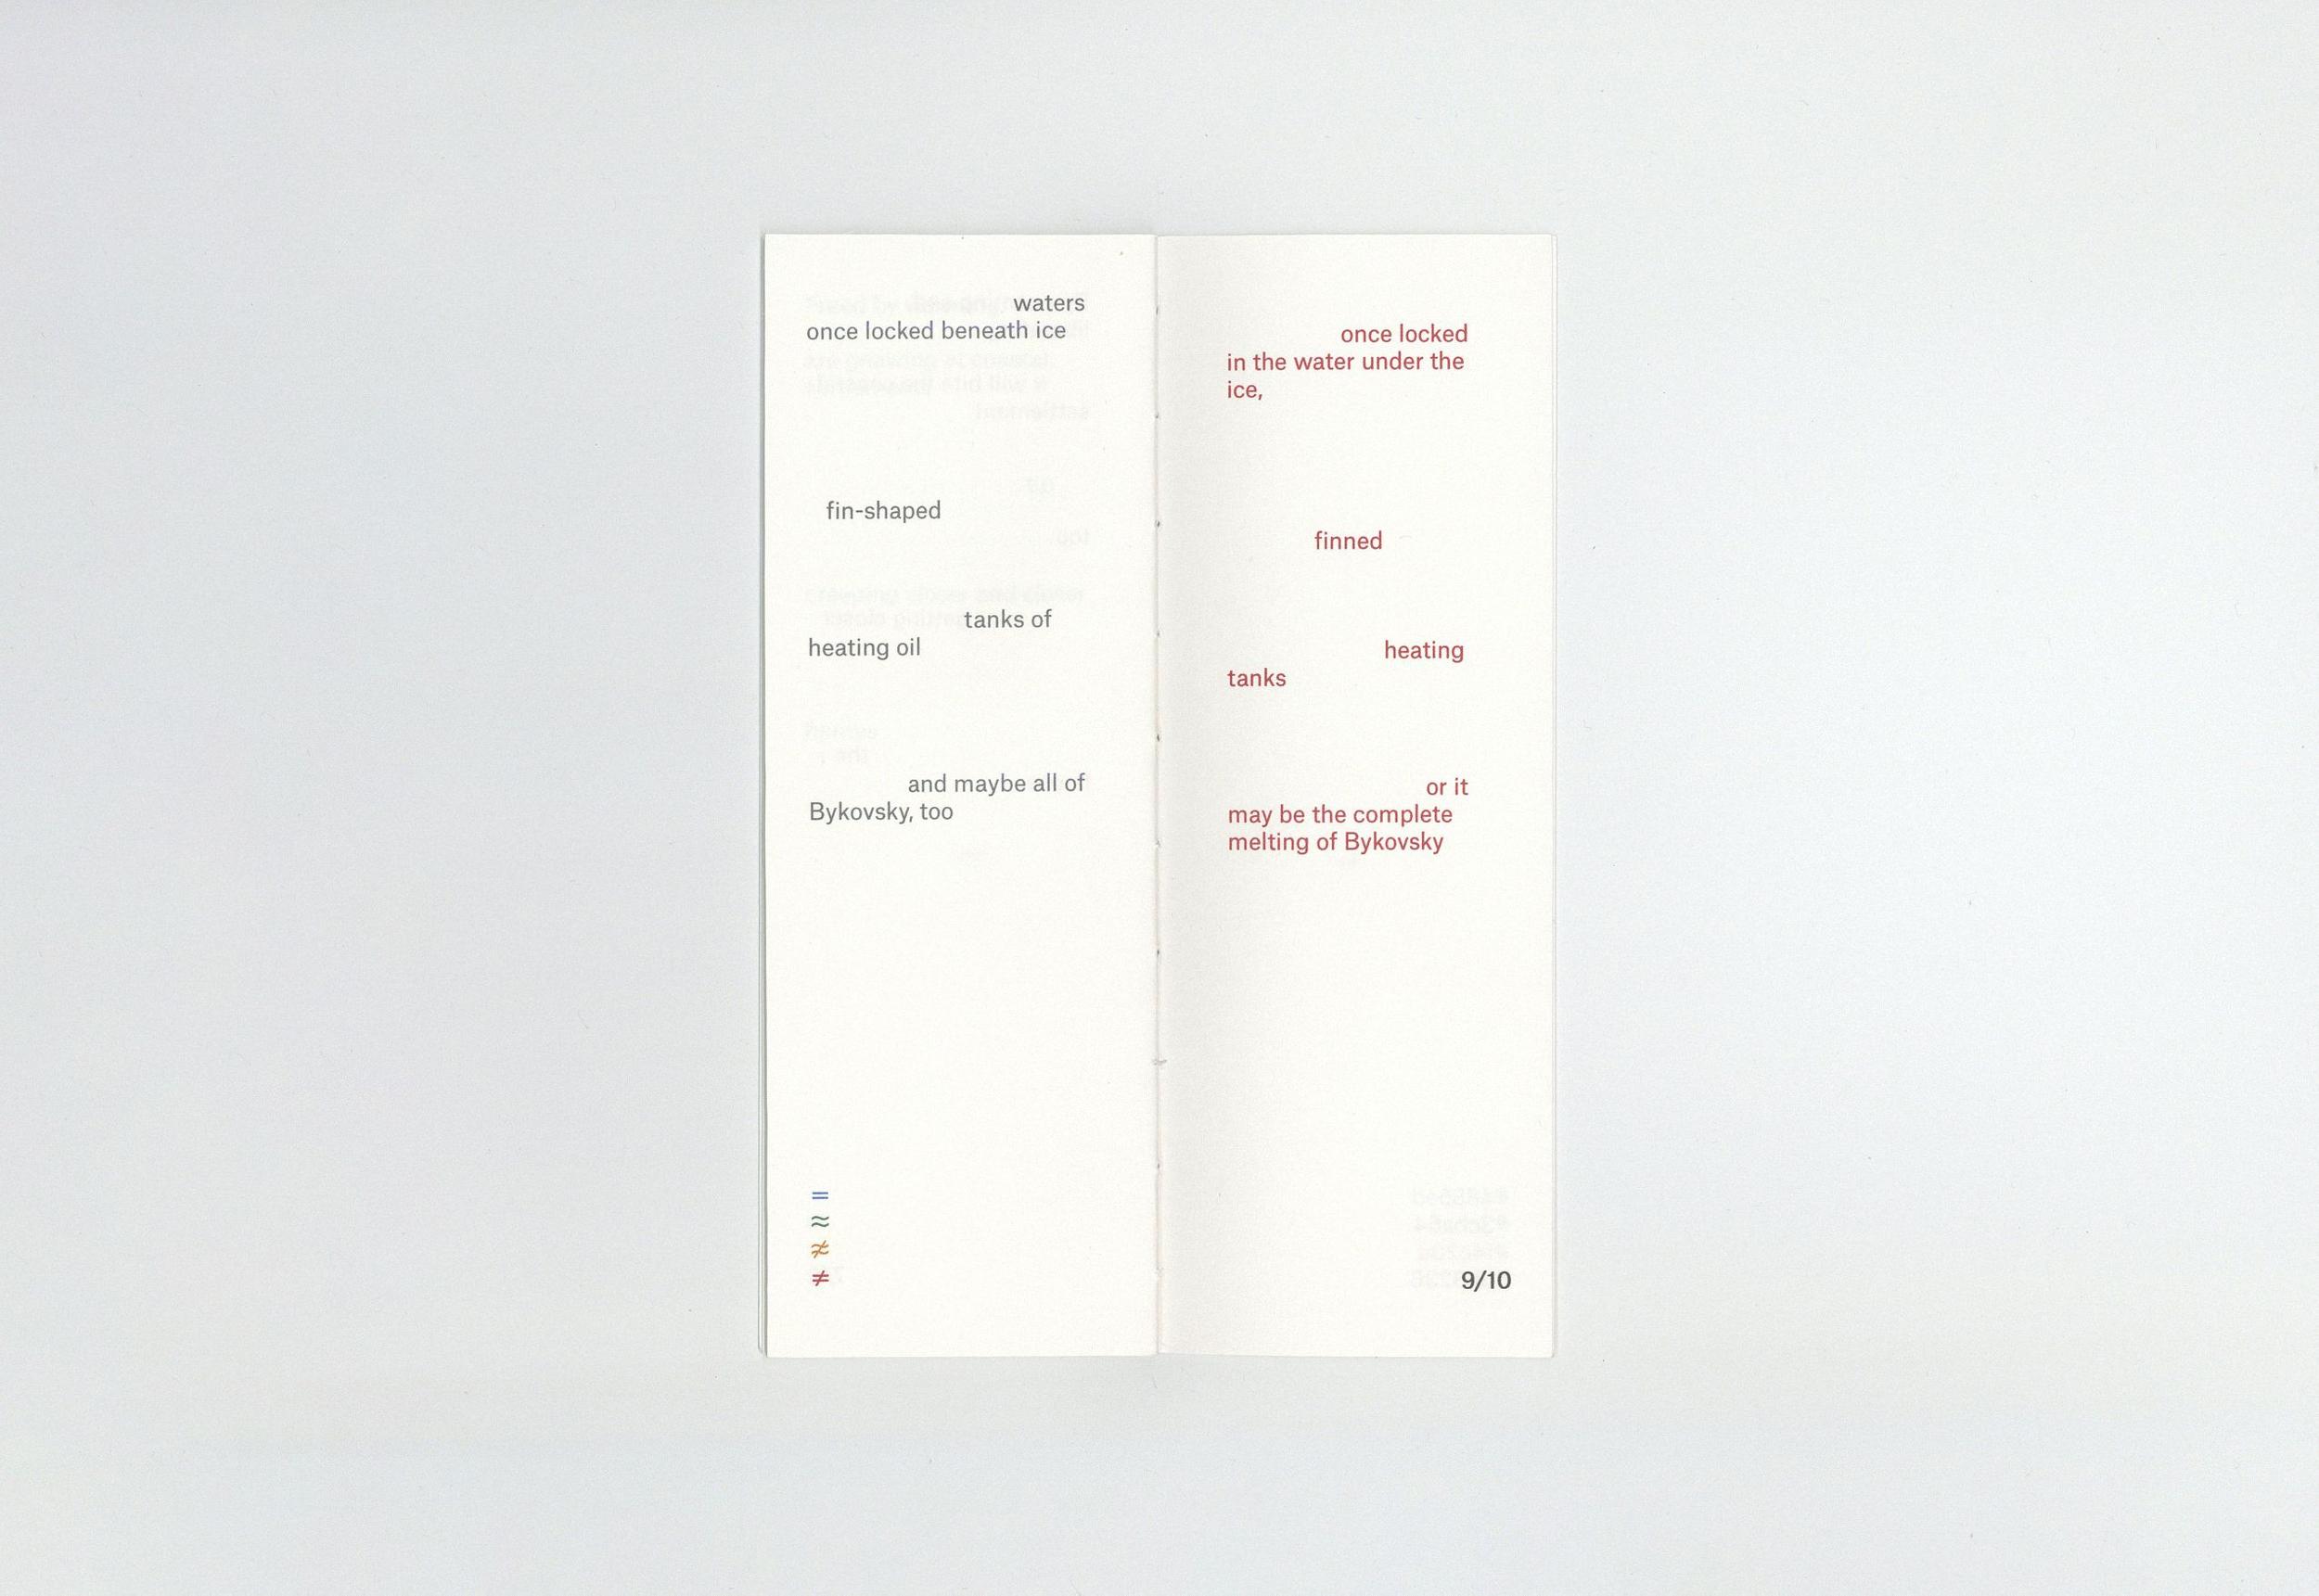 waters
once locked beneath ice
fin-shaped
tanks of
heating oil
and maybe all of
Bykovsky, too
=
≈
≉
≠
once locked
in the water under the
ice,
finned
heating
tanks
or it
may be the complete
melting of Bykovsky
9/10